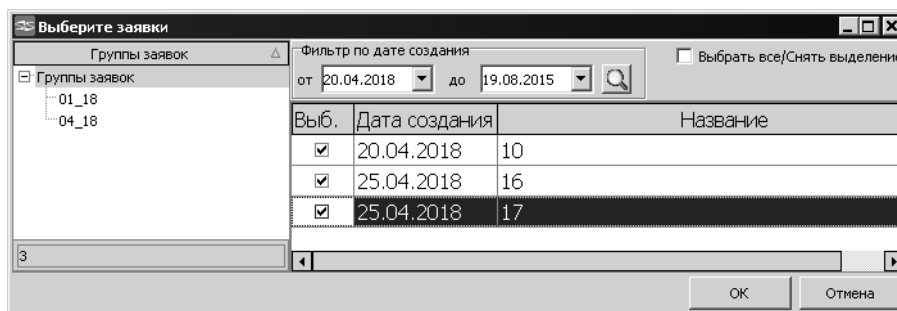 Выберите заявки
Группы заявок
Группы заявок
01_18
04_18
3
Фильтр по дате создания
от 20.04.2018 до 19.08.2015
Выбрать все/Снять выделение
Выб. Дата создания Название
20.04.2018 10
25.04.2018 16
25.04.2018 17
ОК Отмена